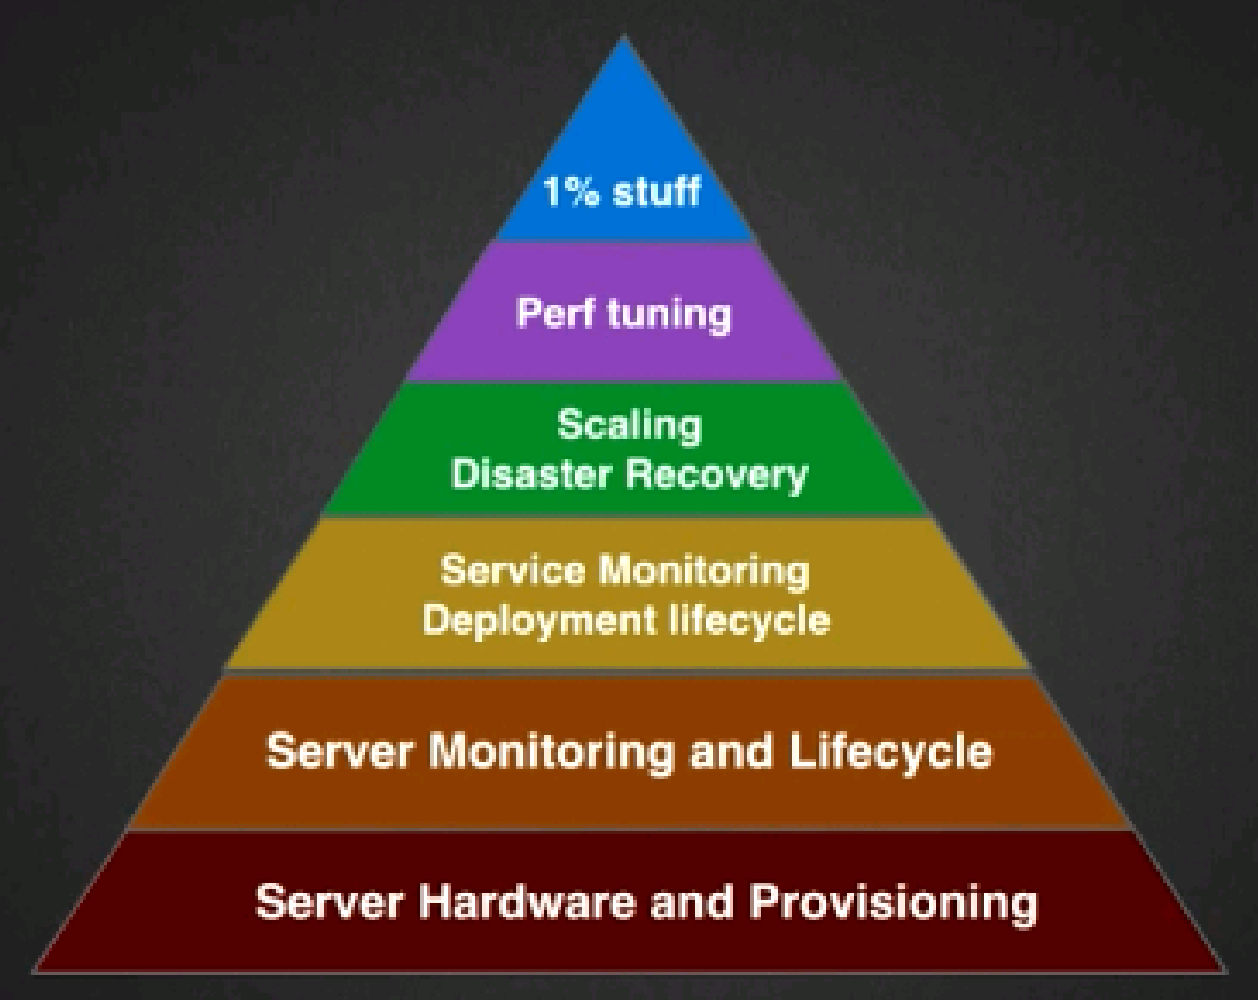 1% stuff
Perf tuning
Scaling
Disaster Recovery
Service Monitoring
Deployment lifecycle
Server Monitoring and Lifecycle
Server Hardware and Provisioning